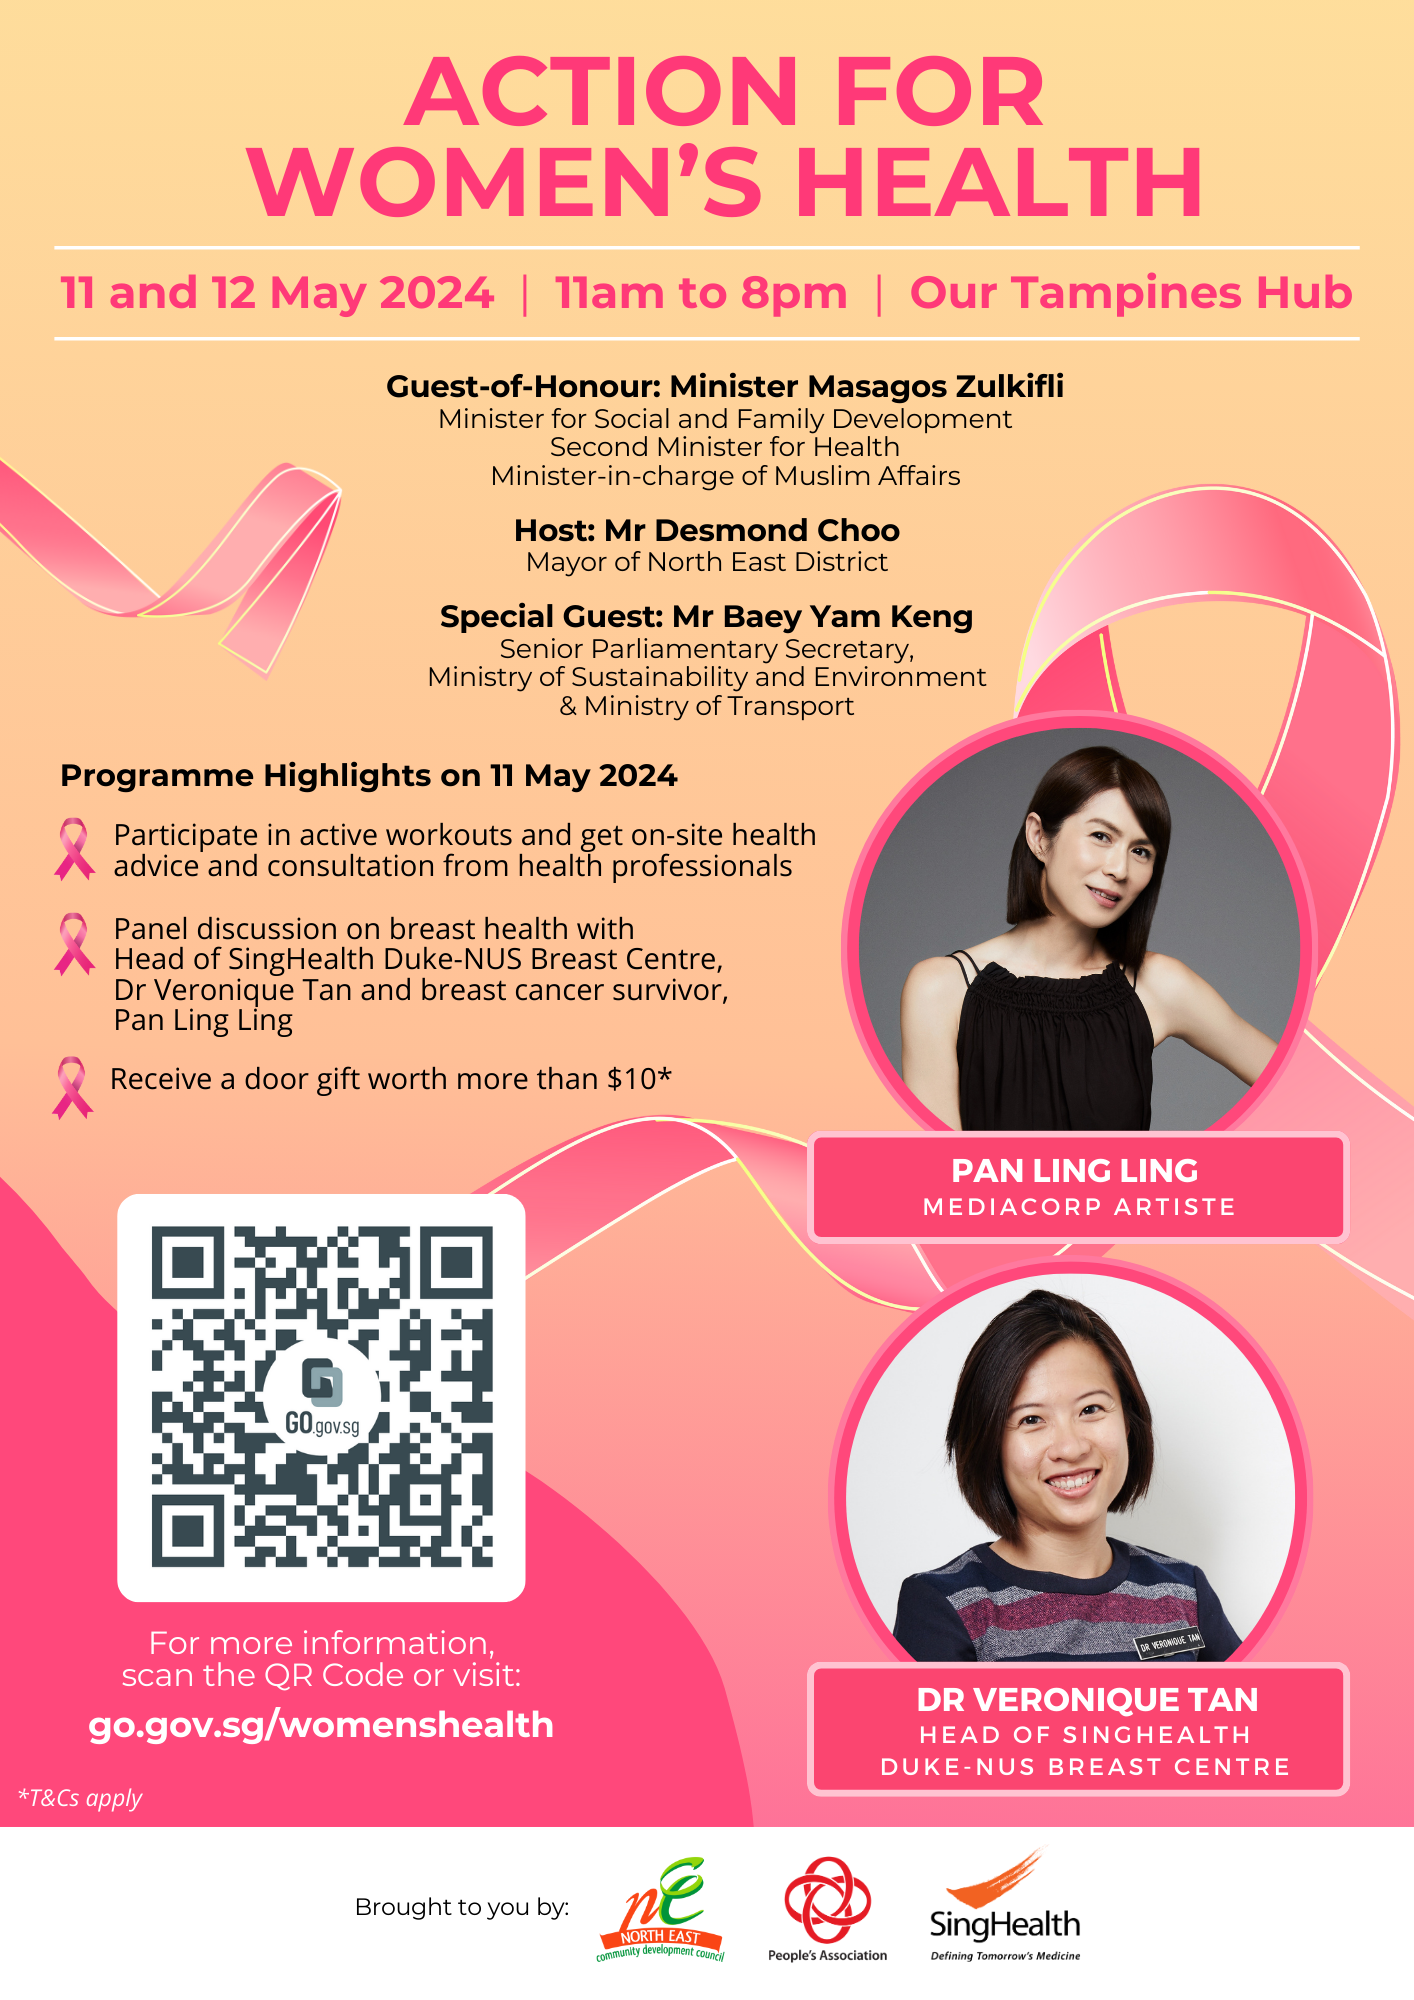 ACTION FOR
WOMEN'S HEALTH
11 and 12 May 2024 | 11am to 8pm | Our Tampines Hub
Guest-of-Honour: Minister Masagos Zulkifli
Minister for Social and Family Development
Second Minister for Health
Minister-in-charge of Muslim Affairs
Host: Mr Desmond Choo
Mayor of North East District
Special Guest: Mr Baey Yam Keng
Senior Parliamentary Secretary,
Ministry of Sustainability and Environment
& Ministry of Transport
Programme Highlights on 11 May 2024
Participate in active workouts and get on-site health
advice and consultation from health professionals
Panel discussion on breast health with
Head of SingHealth Duke-NUS Breast Centre,
Dr Veronique Tan and breast cancer survivor,
Pan Ling Ling
Receive a door gift worth more than $10*
PAN LING LING
MEDIACORP ARTISTE
GO.gov.sg
For more information,
scan the QR Code or visit:
go.gov.sg/womenshealth
*T&Cs apply
DR VERONIQUE TAN
DR VERONIQUE TAN
HEAD OF SINGHEALTH
DUKE-NUS BREAST CENTRE
Brought to you by:
nE
NORTH EAST
community development council
People's Association
SingHealth
Defining Tomorrow's Medicine